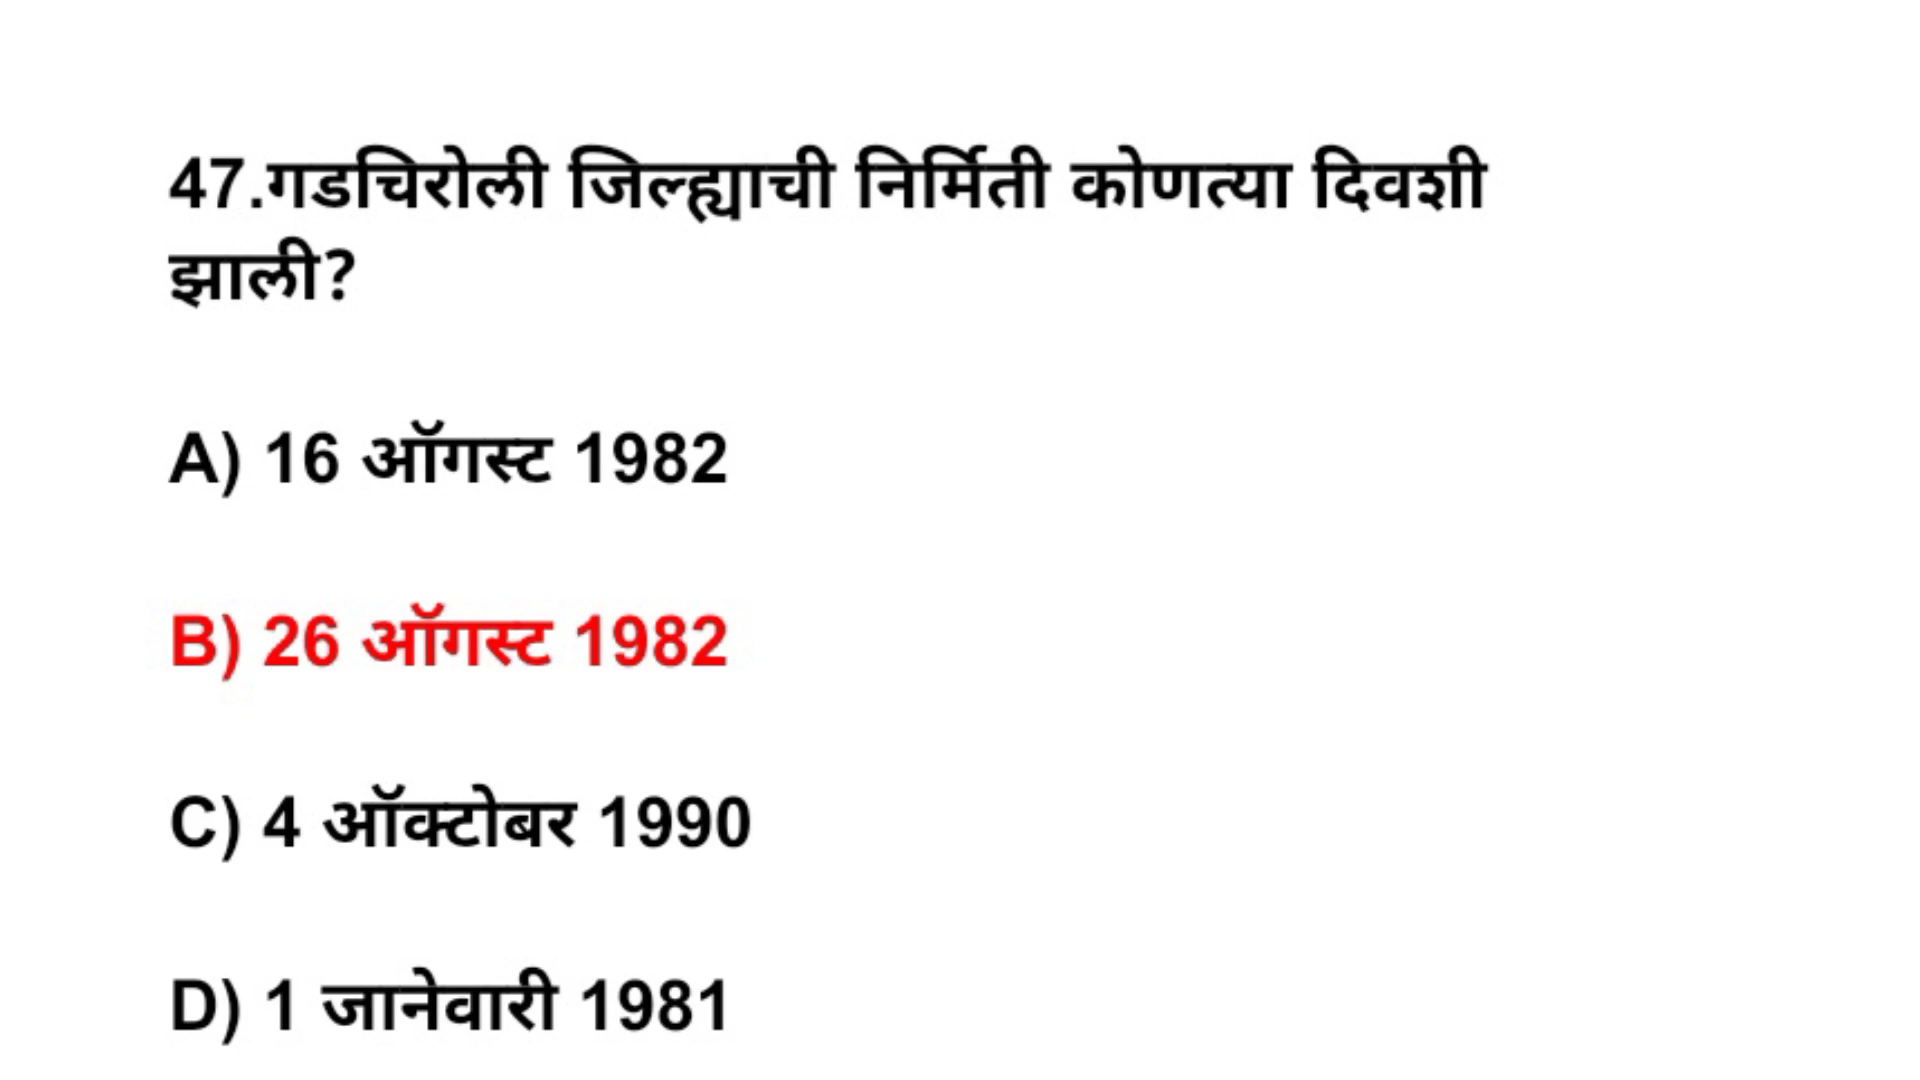 47.गडचिरोली जिल्ह्याची निर्मिती कोणत्या दिवशी
झाली?
A) 16 ऑगस्ट 1982
B) 26 ऑगस्ट 1982
C) 4 ऑक्टोबर 1990
D) 1 जानेवारी 1981